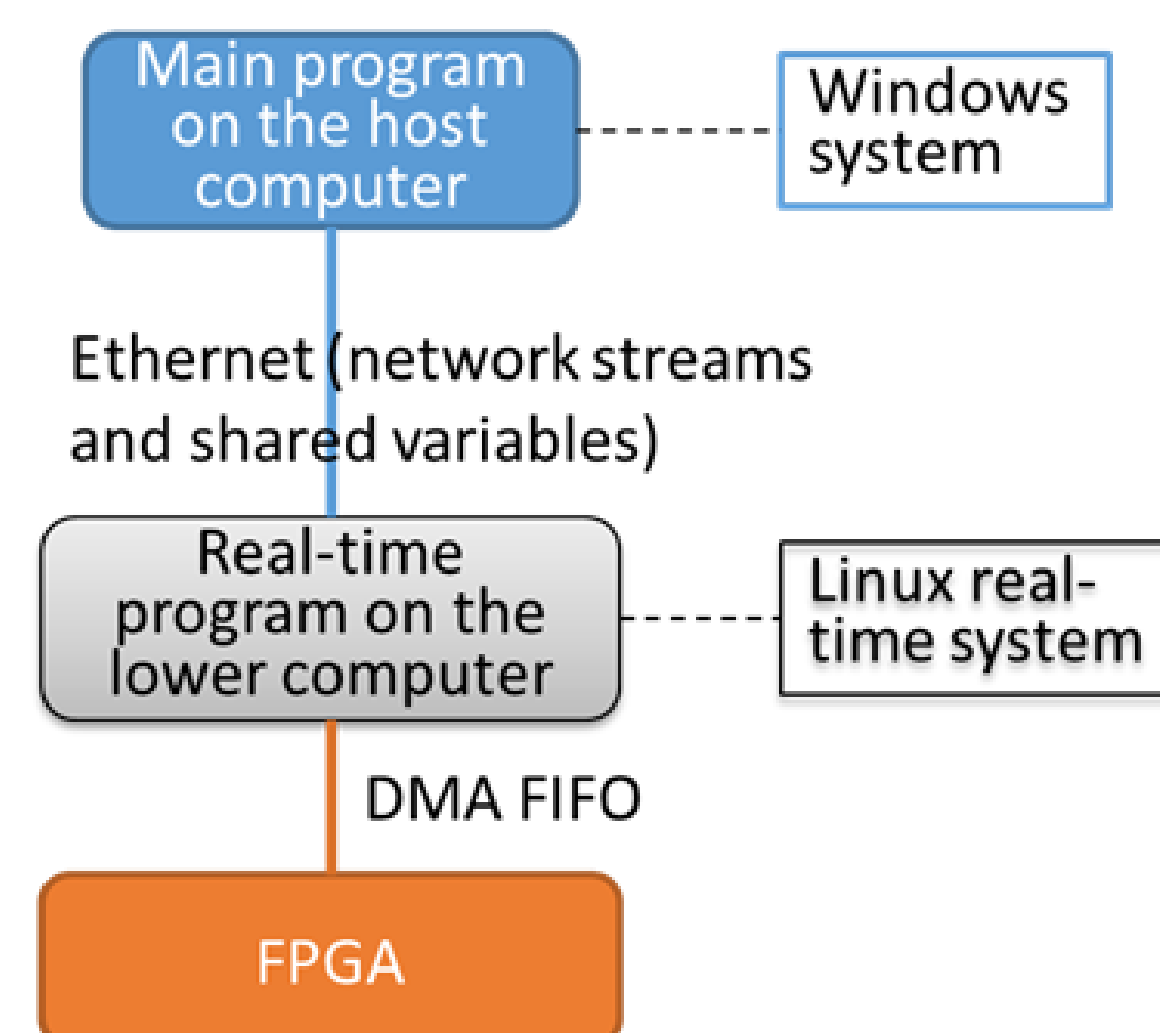 Main program
on the host
computer
Windows
system
Ethernet (network streams
and shared variables)
Real-time
program on the
lower computer
Linux real-
time system
DMA FIFO
FPGA